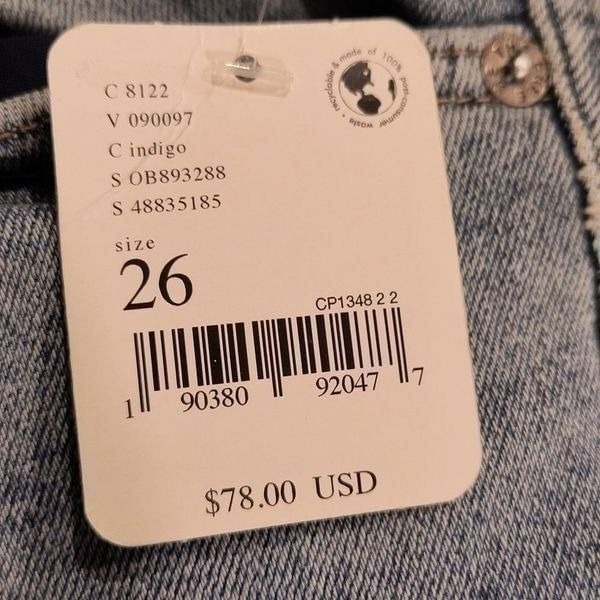 C 8122
V 090097
C indigo
S OB893288
S 48835185
size
26
recyclable & made of 100% post-consumer waste •
CP1348 2 2
1 90380 92047 7
$78.00 USD